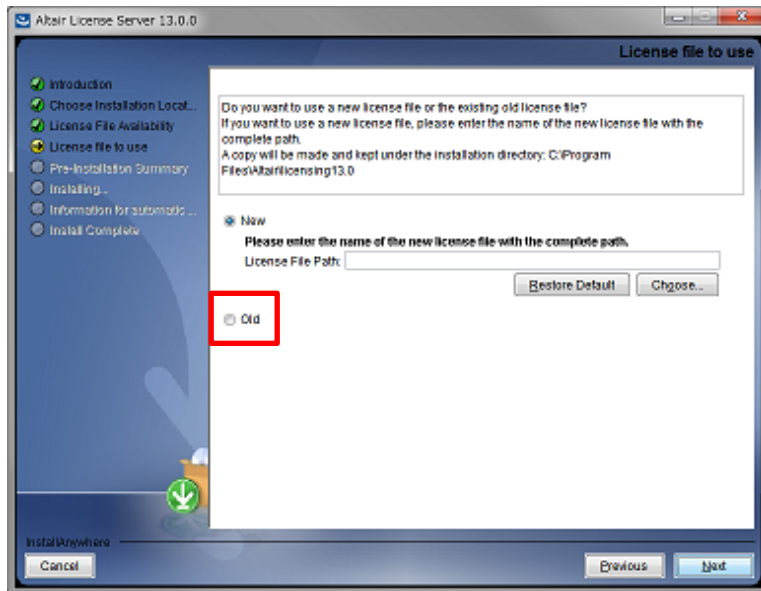 Altair License Server 13.0.0
License file to use
Introduction
Choose Installation Locat...
License File Availability
License file to use
Pre-Installation Summary
Installing...
Information for automatic ...
Install Complete
Do you want to use a new license file or the existing old license file?
If you want to use a new license file, please enter the name of the new license file with the
complete path.
A copy will be made and kept under the installation directory: C:\Program
Files\Altair\licensing13.0
New
Please enter the name of the new license file with the complete path.
License File Path:
Restore Default
Choose...
Old
InstallAnywhere
Cancel
Previous
Next